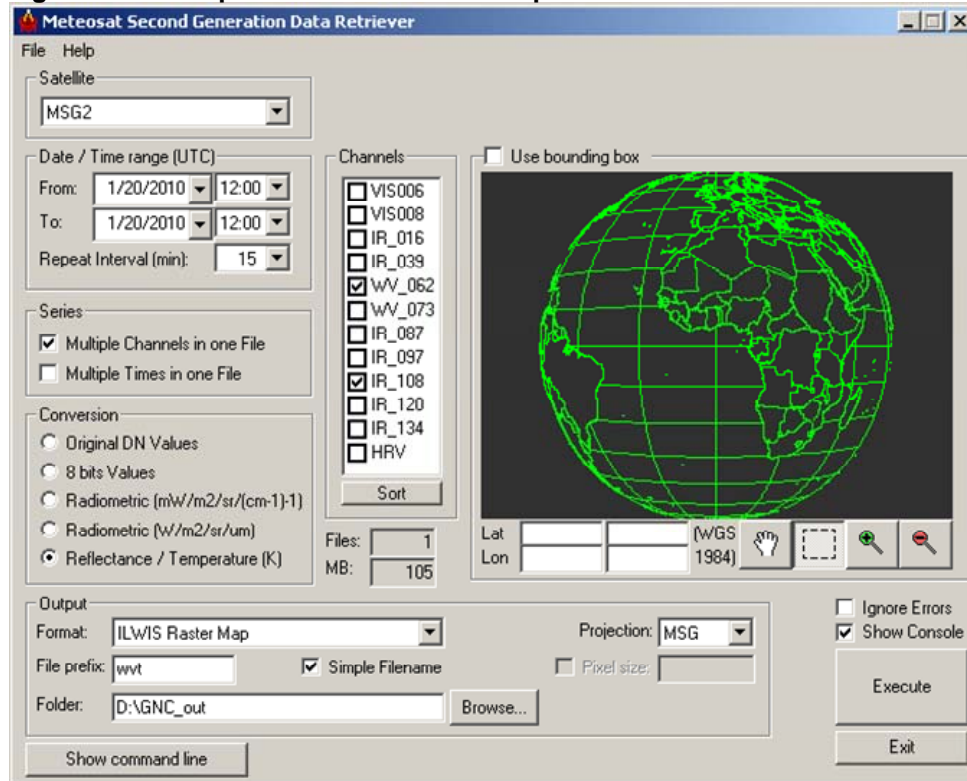 Meteosat Second Generation Data Retriever
File Help
Satellite
MSG2
Date / Time range (UTC)
From: 1/20/2010 12:00
To: 1/20/2010 12:00
Repeat Interval (min): 15
Series
Multiple Channels in one File
Multiple Times in one File
Conversion
Original DN Values
8 bits Values
Radiometric (mW/m2/sr/(cm-1)-1)
Radiometric (W/m2/sr/um)
Reflectance / Temperature (K)
Channels
VIS006
VIS008
IR_016
IR_039
WV_062
WV_073
IR_087
IR_097
IR_108
IR_120
IR_134
HRV
Sort
Files: 1
MB: 105
Use bounding box
Lat
Lon
(WGS
1984)
Output
Format: ILWIS Raster Map
Projection: MSG
File prefix: wvt
Simple Filename
Pixel size:
Folder: D:\GNC_out
Browse...
Ignore Errors
Show Console
Execute
Exit
Show command line